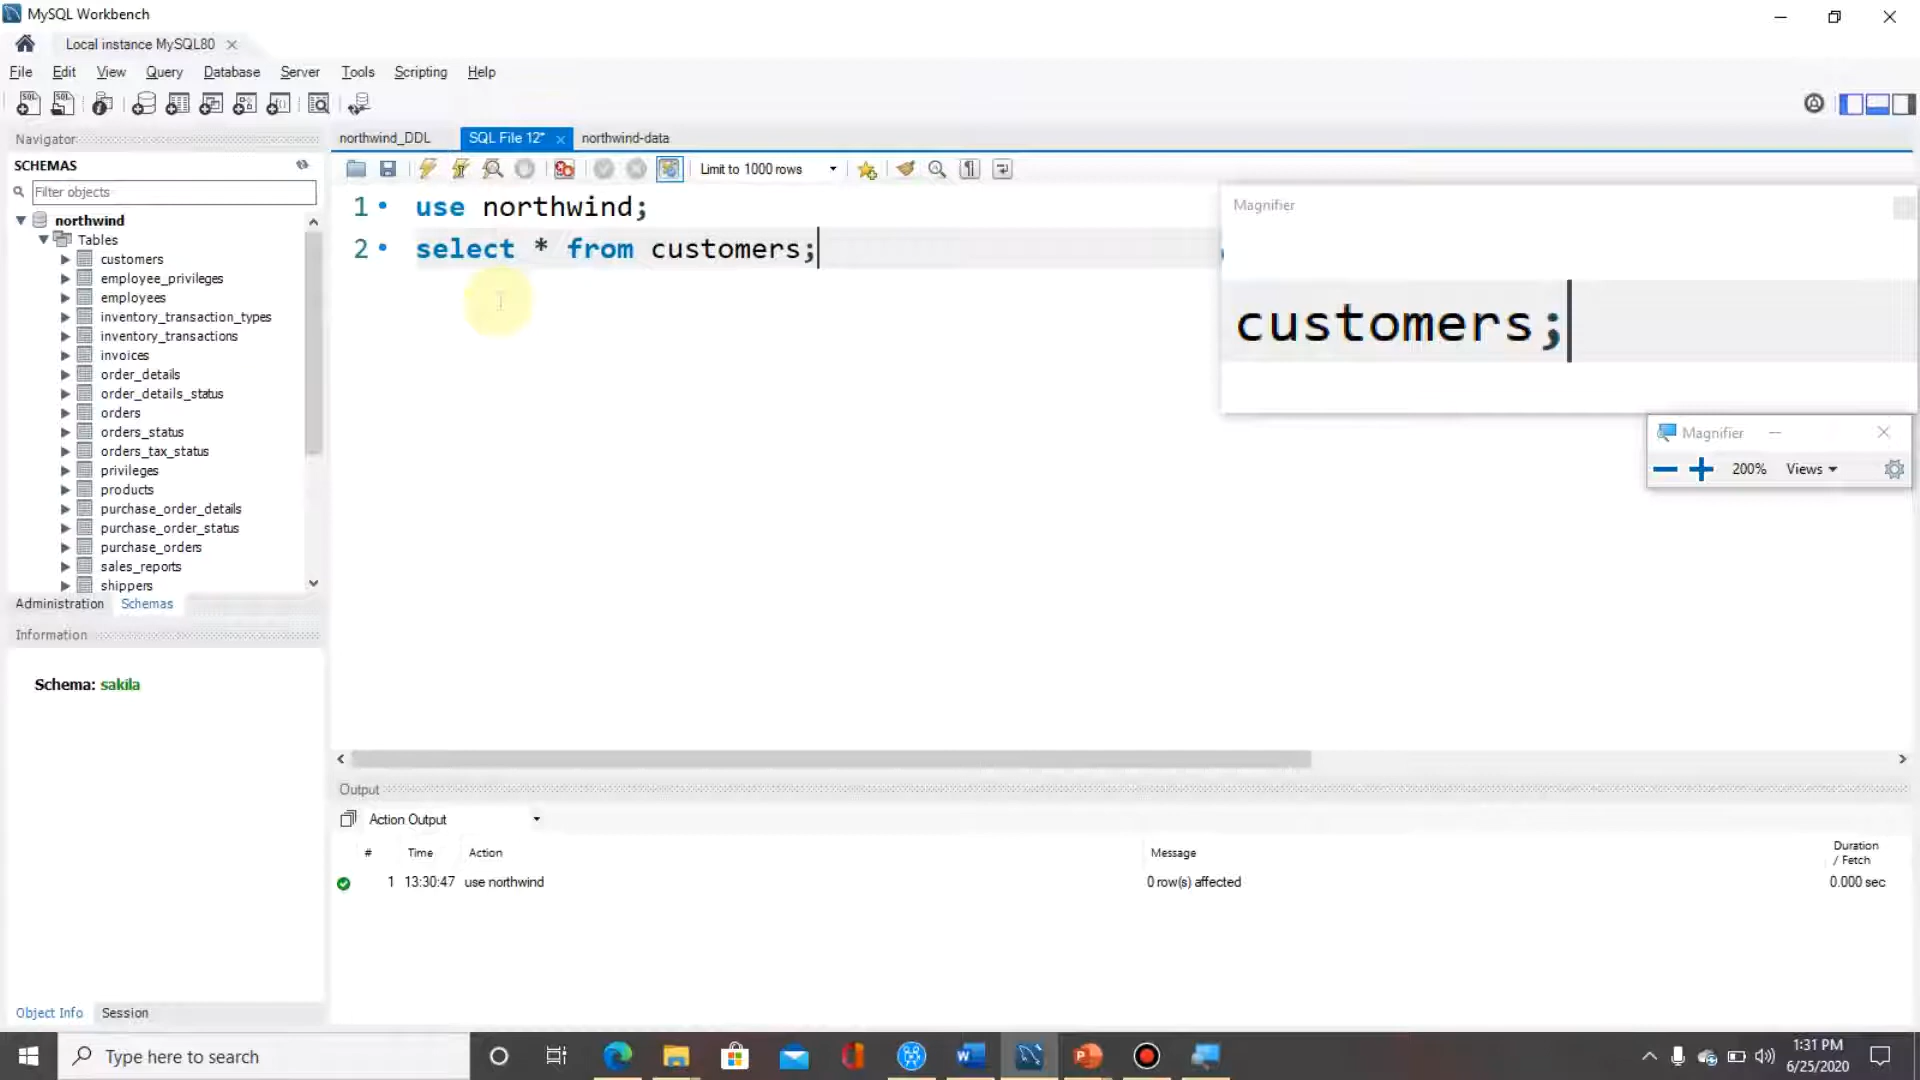 MySQL Workbench
Local instance MySQL80
File Edit View Query Database Server Tools Scripting Help
Navigator
SCHEMAS
Filter objects
northwind
Tables
customers
employee_privileges
employees
inventory_transaction_types
inventory_transactions
invoices
order_details
order_details_status
orders
orders_status
orders_tax_status
privileges
products
purchase_order_details
purchase_order_status
purchase_orders
sales_reports
shippers
Administration Schemas
Information
Schema: sakila
Object Info Session
northwind_DDL SQL File 12* northwind-data
Limit to 1000 rows
1 use northwind;
2 select * from customers;
Magnifier
customers;
Magnifier
200% Views
Output
Action Output
# Time Action Message Duration / Fetch
1 13:30:47 use northwind 0 row(s) affected 0.000 sec
Type here to search
1:31 PM
6/25/2020